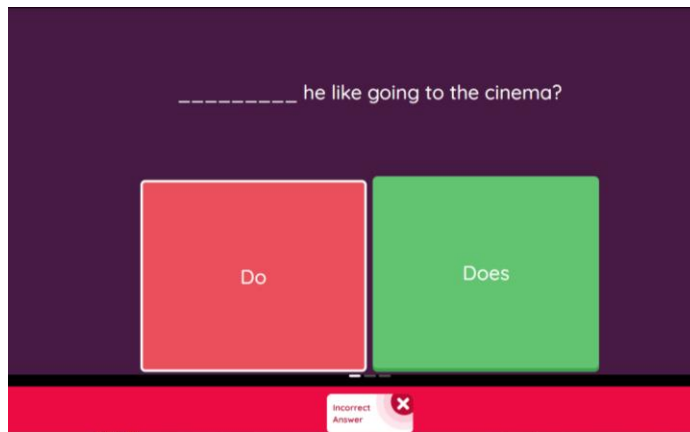 _________ he like going to the cinema?
Do
Does
Incorrect
Answer